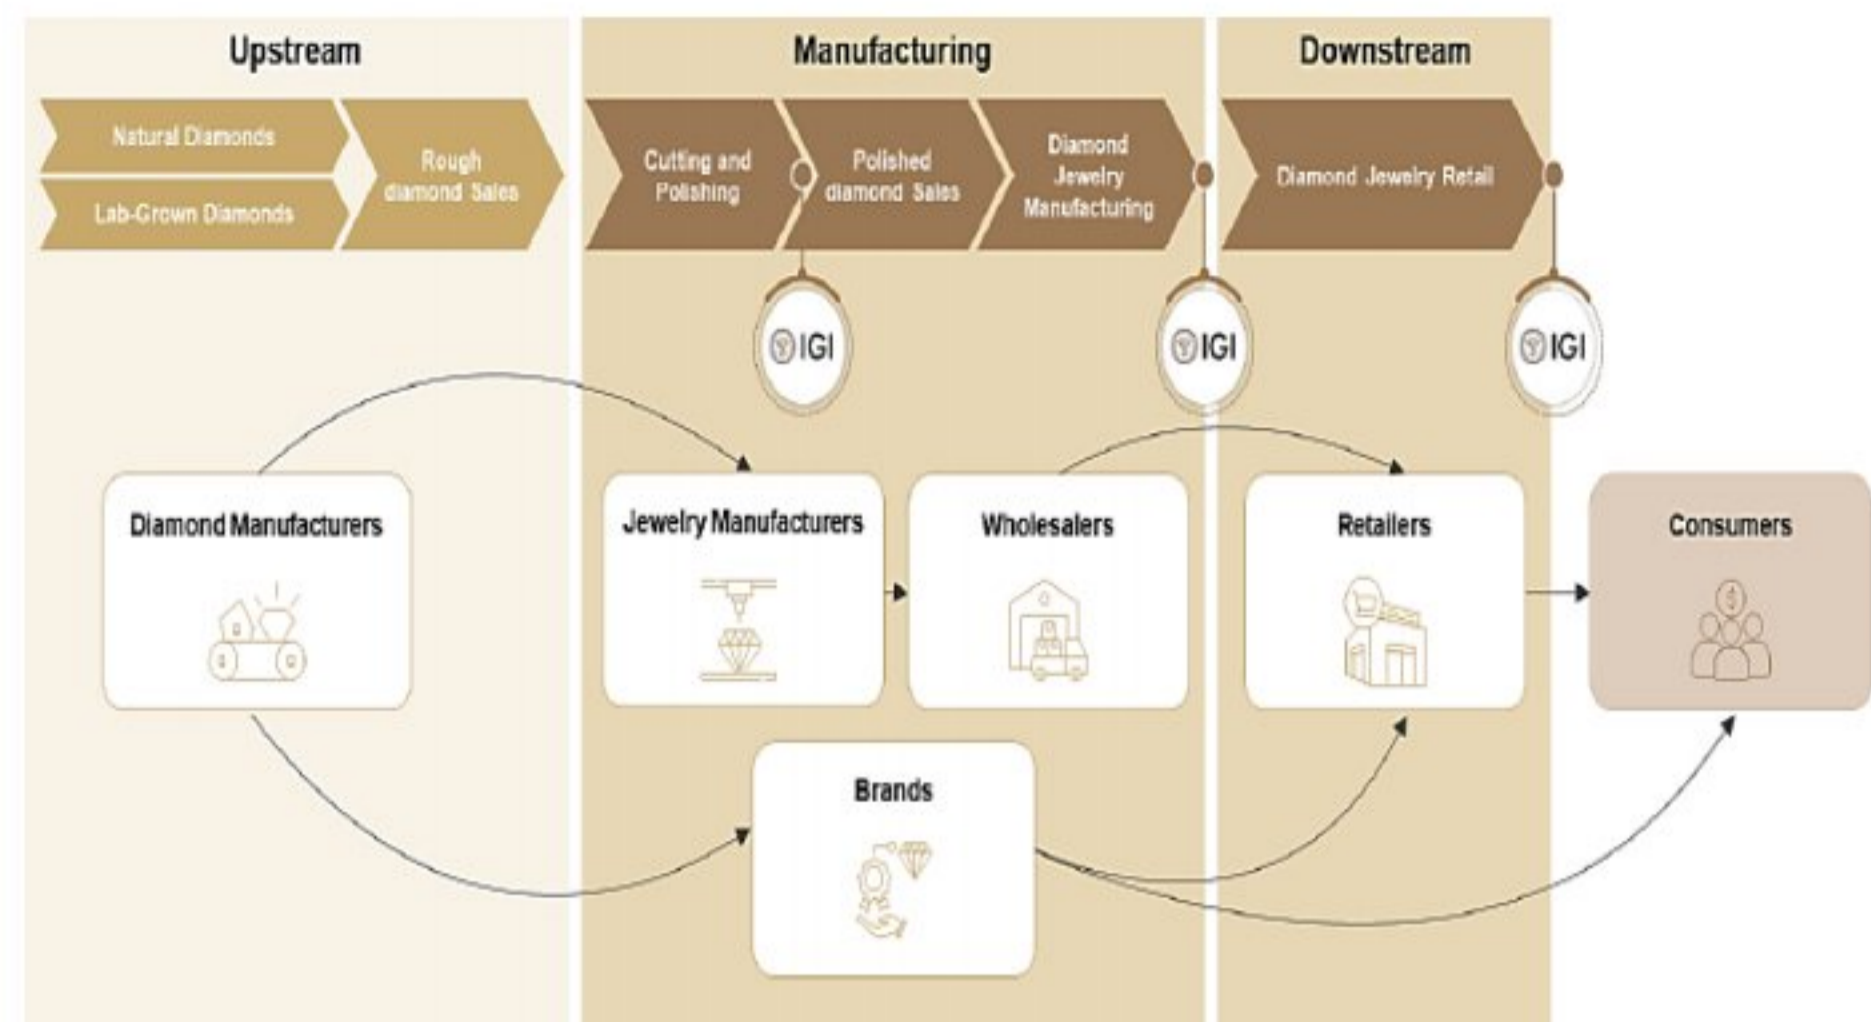 Upstream
Manufacturing
Downstream
Natural Diamonds
Lab-Grown Diamonds
Rough
diamond Sales
Cutting and
Polishing
Polished
diamond Sales
Diamond
Jewelry
Manufacturing
Diamond Jewelry Retail
IGI
IGI
IGI
Diamond Manufacturers
Jewelry Manufacturers
Wholesalers
Retailers
Consumers
$
Brands